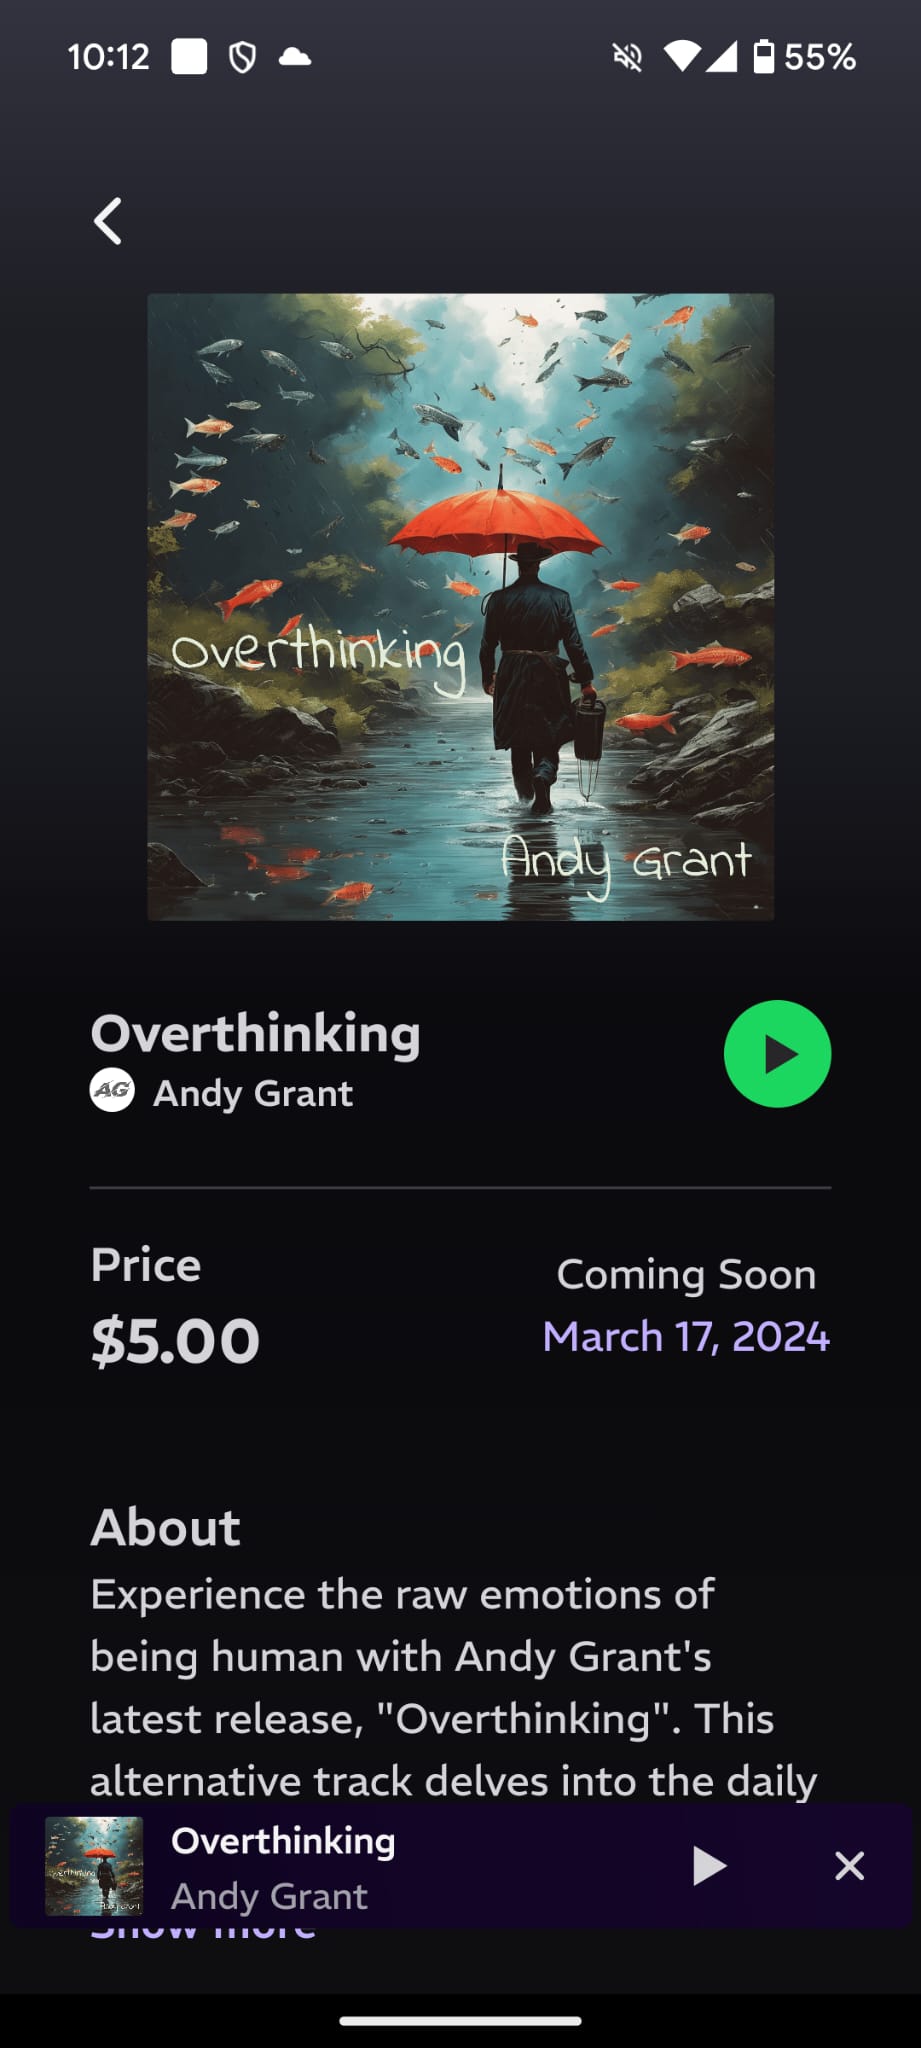 10:12
55%
Overthinking
Andy Grant
Overthinking
AG Andy Grant
Price
$5.00
Coming Soon
March 17, 2024
About
Experience the raw emotions of
being human with Andy Grant's
latest release, "Overthinking". This
alternative track delves into the daily
Overthinking
Andy Grant
Show more